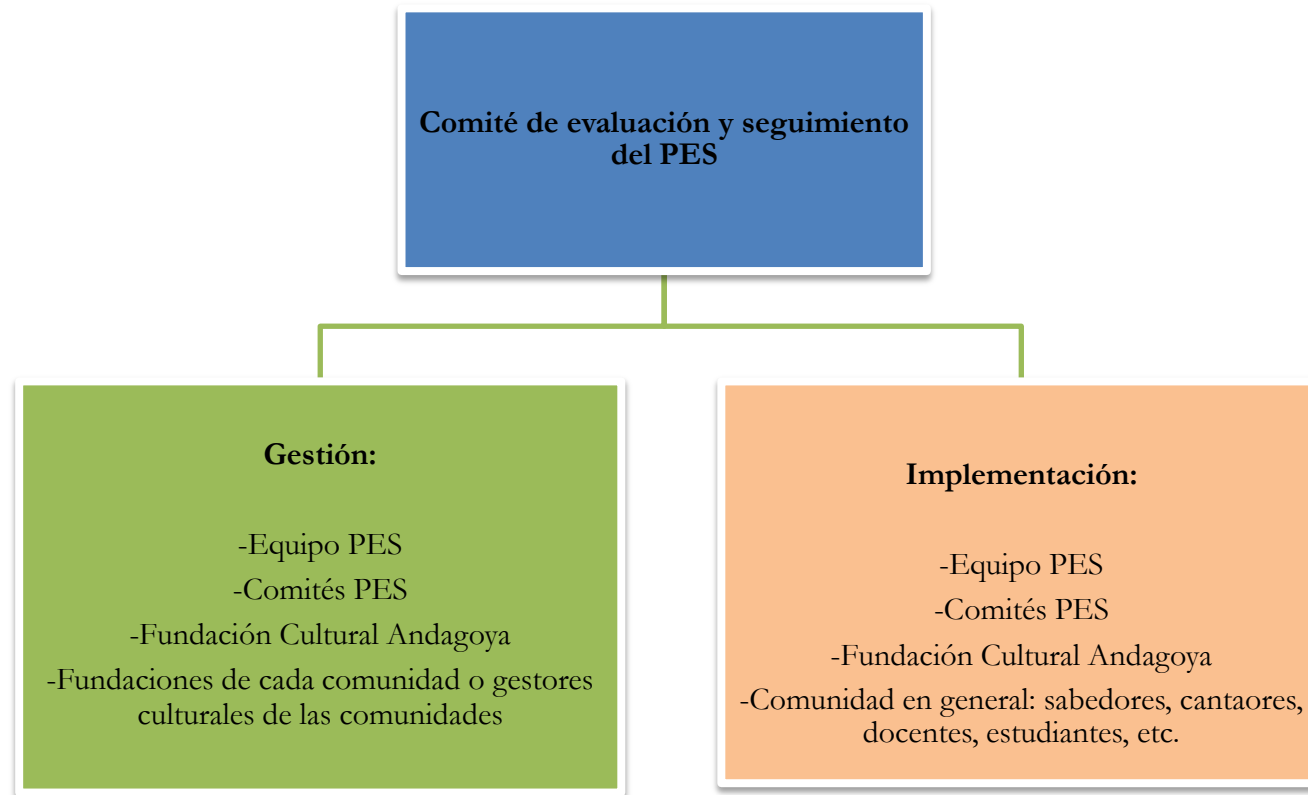 Comité de evaluación y seguimiento
del PES
Gestión:
-Equipo PES
-Comités PES
-Fundación Cultural Andagoya
-Fundaciones de cada comunidad o gestores
culturales de las comunidades
Implementación:
-Equipo PES
-Comités PES
-Fundación Cultural Andagoya
-Comunidad en general: sabedores, cantaores,
docentes, estudiantes, etc.